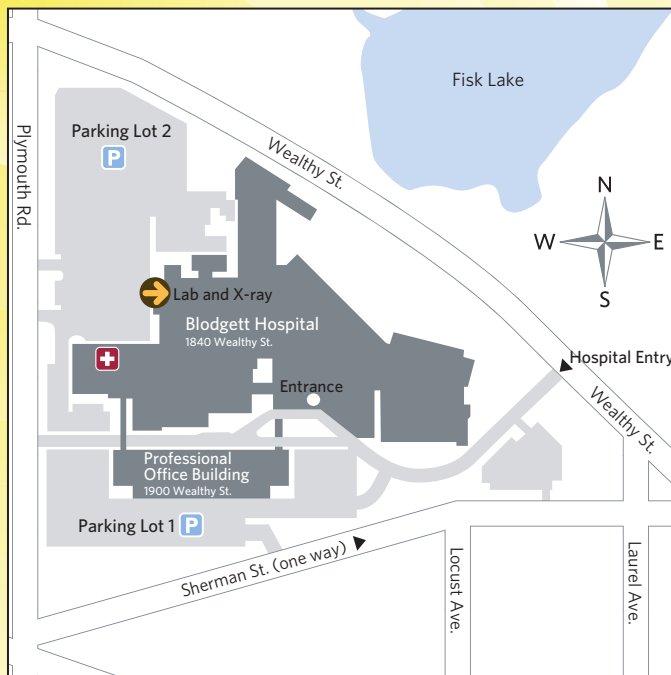 Fisk Lake
Parking Lot 2
P
Plymouth Rd.
Wealthy St.
N
W
E
S
Lab and X-ray
Blodgett Hospital
1840 Wealthy St.
Hospital Entry
Entrance
Wealthy St.
Professional
Office Building
1900 Wealthy St.
Parking Lot 1
P
Sherman St. (one way)
Locust Ave.
Laurel Ave.